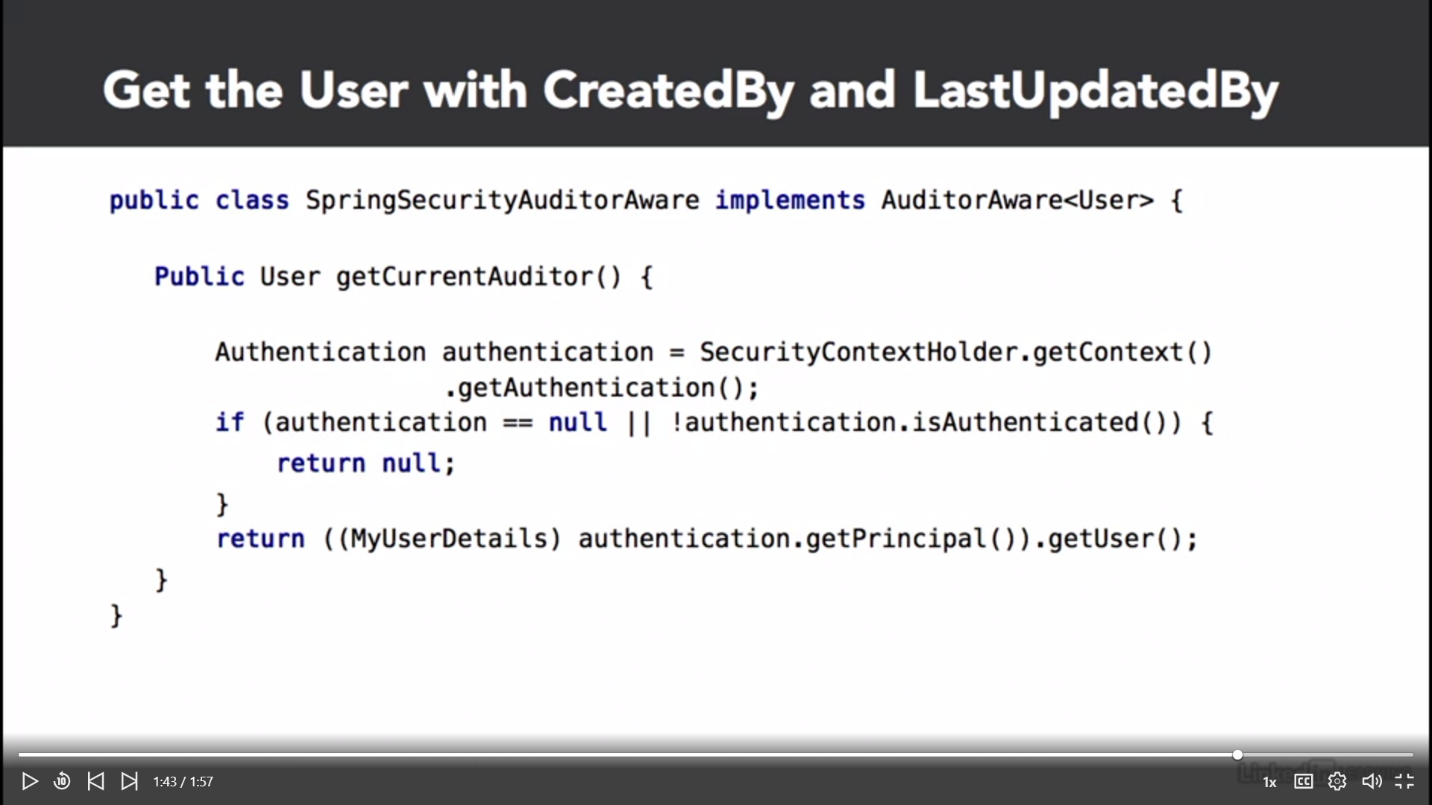 Get the User with CreatedBy and LastUpdatedBy
public class SpringSecurityAuditorAware implements AuditorAware<User> {
Public User getCurrentAuditor() {
Authentication authentication = SecurityContextHolder.getContext()
.getAuthentication();
if (authentication == null || !authentication.isAuthenticated()) {
return null;
}
return ((MyUserDetails) authentication.getPrincipal()).getUser();
}
}
10 1:43 / 1:57 1x CC